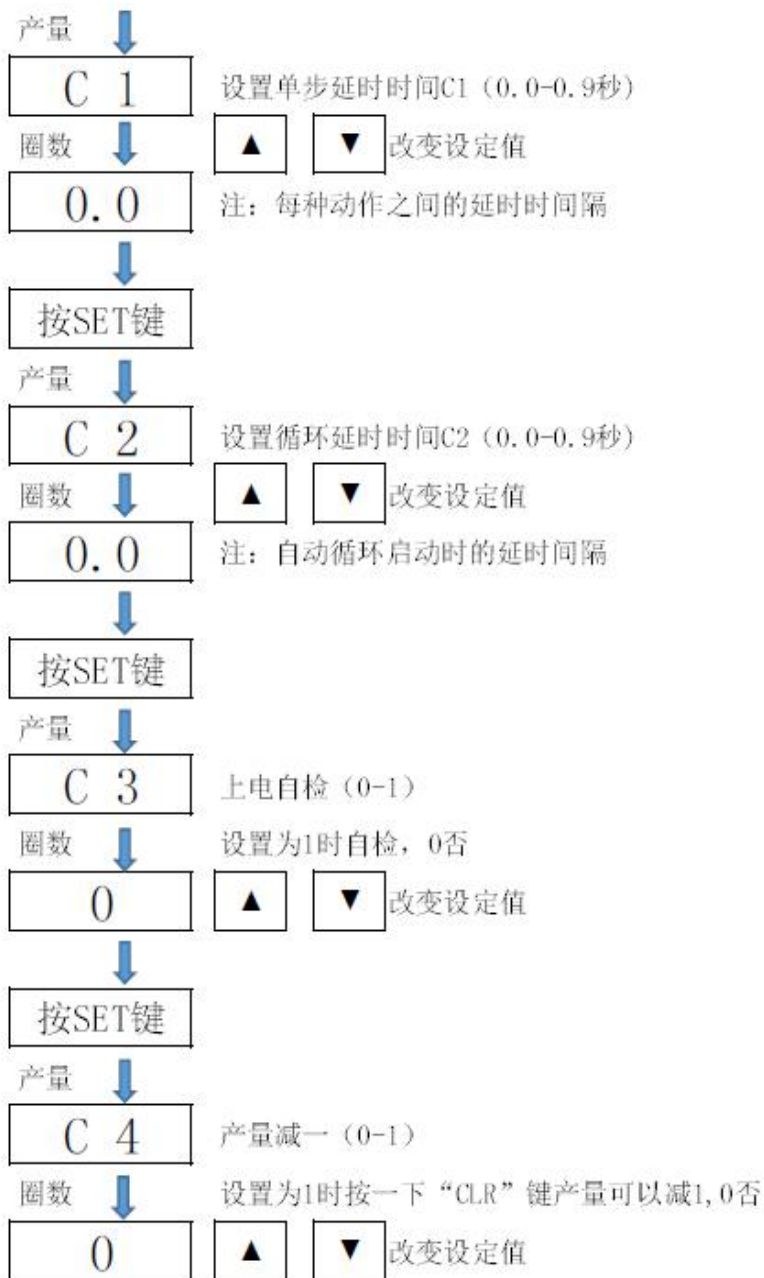 产量
C 1 设置单步延时时间C1（0.0-0.9秒）
圈数 ▲ ▼ 改变设定值
0.0 注：每种动作之间的延时时间隔
按SET键
产量
C 2 设置循环延时时间C2（0.0-0.9秒）
圈数 ▲ ▼ 改变设定值
0.0 注：自动循环启动时的延时间隔
按SET键
产量
C 3 上电自检（0-1）
圈数 设置为1时自检，0否
0 ▲ ▼ 改变设定值
按SET键
产量
C 4 产量减一（0-1）
圈数 设置为1时按一下“CLR”键产量可以减1,0否
0 ▲ ▼ 改变设定值